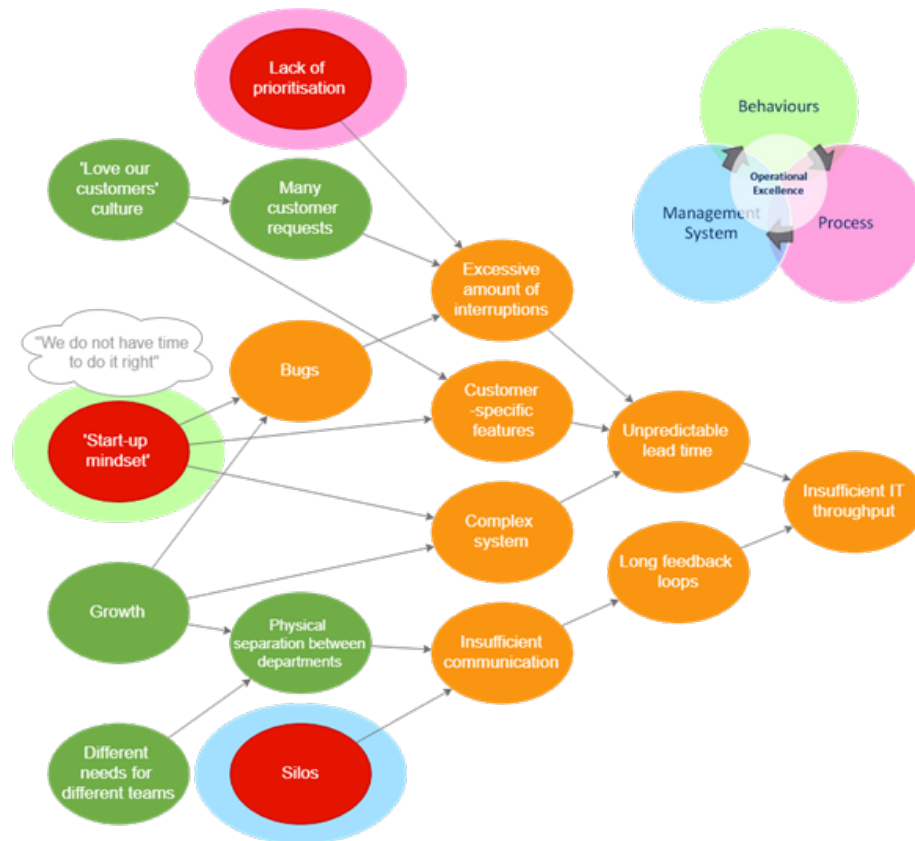 Lack of
prioritisation
Behaviours
Operational
Excellence
Management
System
Process
'Love our
customers'
culture
Many
customer
requests
Excessive
amount of
interruptions
"We do not have time
to do it right"
Bugs
'Start-up
mindset'
Customer
-specific
features
Unpredictable
lead time
Insufficient IT
throughput
Complex
system
Long feedback
loops
Growth
Physical
separation between
departments
Insufficient
communication
Different
needs for
different teams
Silos